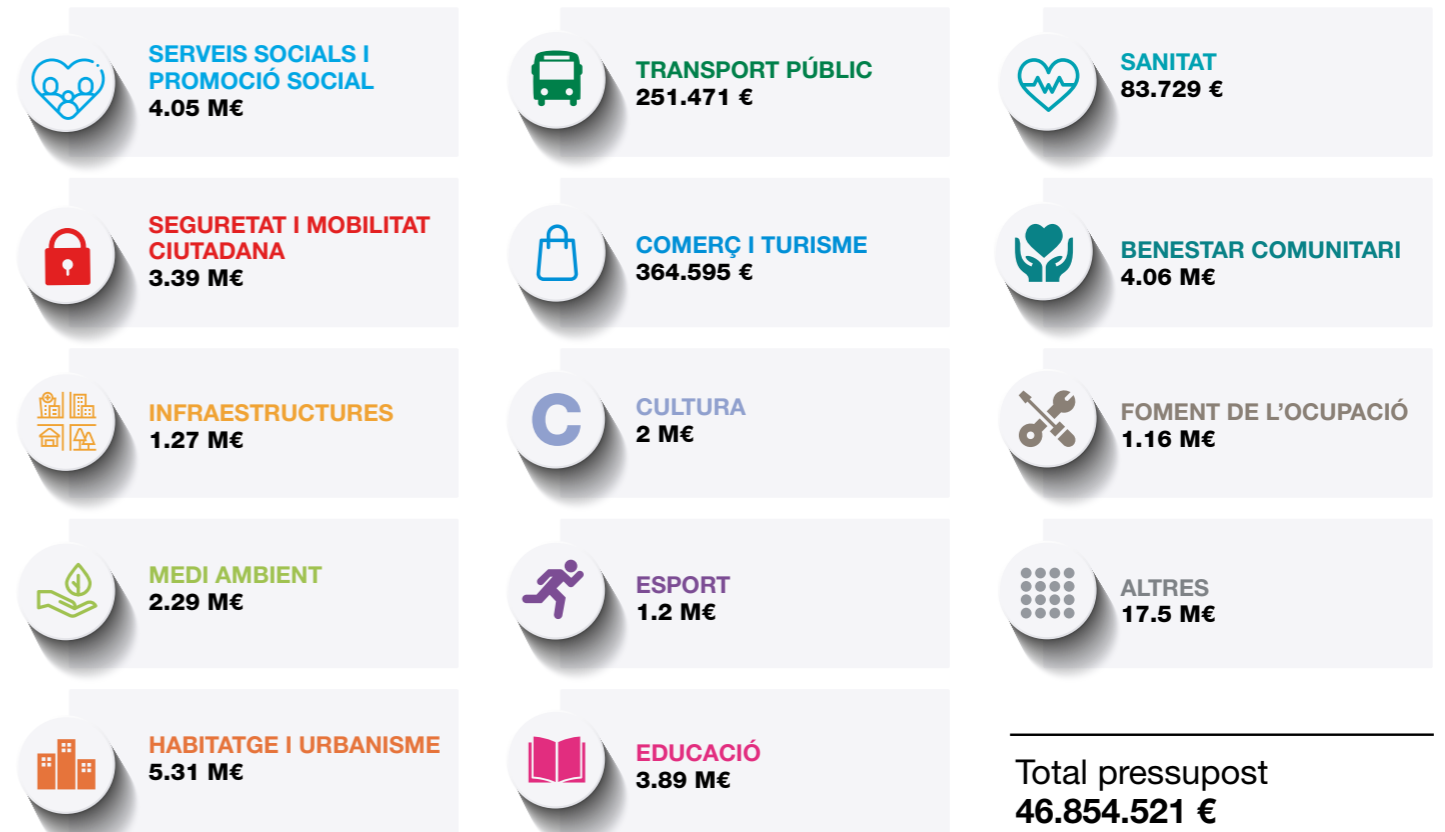 SERVEIS SOCIALS I
PROMOCIÓ SOCIAL
4.05 M€
SEGURETAT I MOBILITAT
CIUTADANA
3.39 M€
INFRAESTRUCTURES
1.27 M€
MEDI AMBIENT
2.29 M€
HABITATGE I URBANISME
5.31 M€
TRANSPORT PÚBLIC
251.471 €
COMERÇ I TURISME
364.595 €
C
CULTURA
2 M€
ESPORT
1.2 M€
EDUCACIÓ
3.89 M€
SANITAT
83.729 €
BENESTAR COMUNITARI
4.06 M€
FOMENT DE L’OCUPACIÓ
1.16 M€
ALTRES
17.5 M€
Total pressupost
46.854.521 €